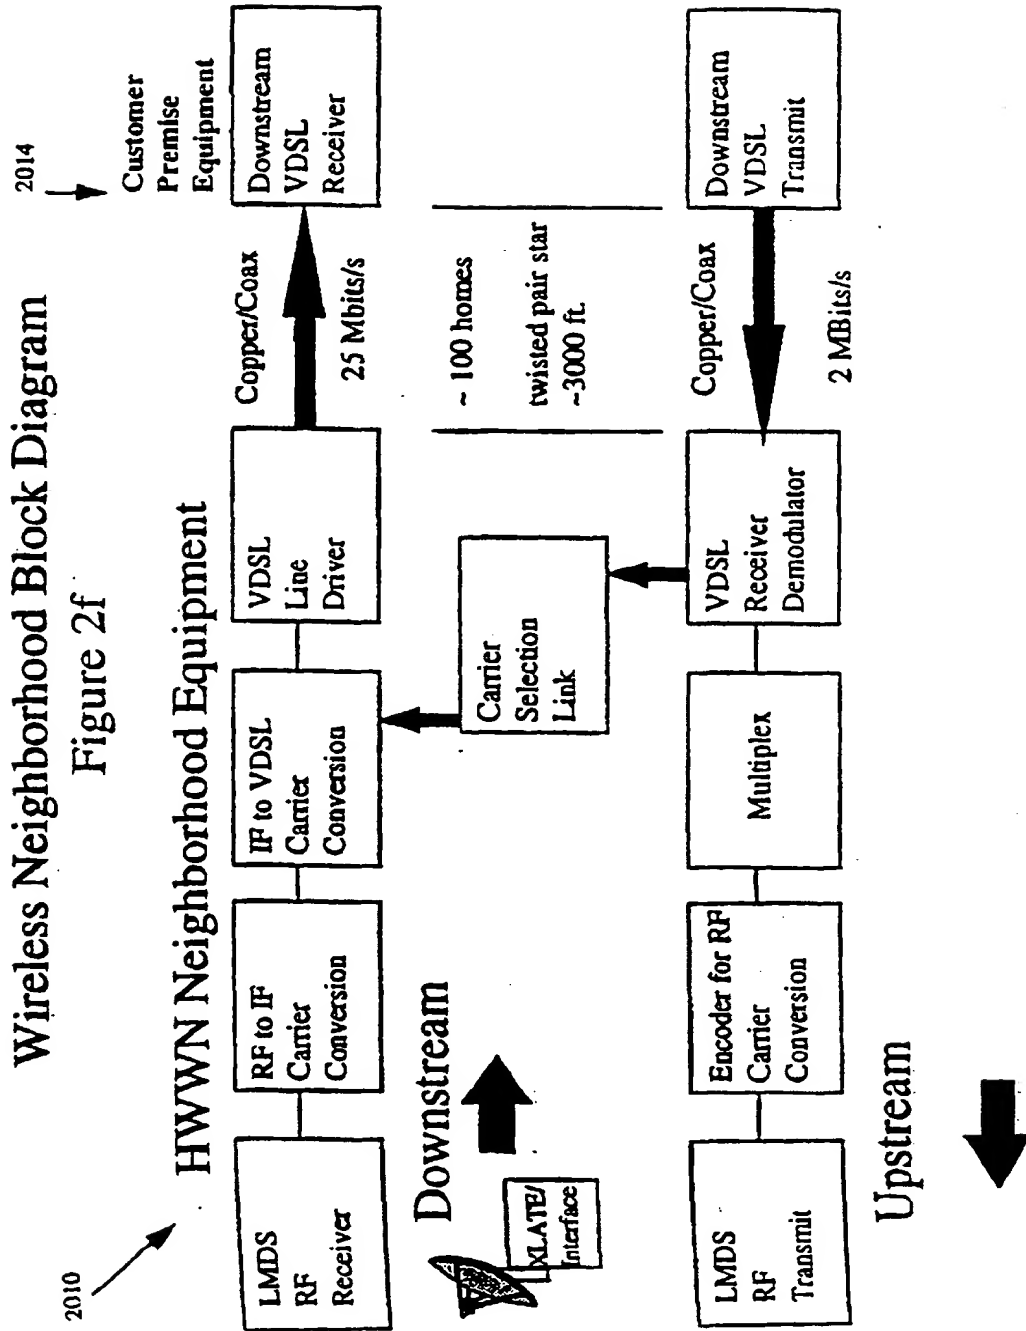 Wireless Neighborhood Block Diagram
Figure 2f
2010
HWWN Neighborhood Equipment
2014
Customer
Premise
Equipment
LMDS
RF
Receiver
RF to IF
Carrier
Conversion
IF to VDSL
Carrier
Conversion
VDSL
Line
Driver
Copper/Coax
25 Mbits/s
Downstream
VDSL
Receiver
Downstream
XLATE/
Interface
Carrier
Selection
Link
~ 100 homes
twisted pair star
~3000 ft.
LMDS
RF
Transmit
Encoder for RF
Carrier
Conversion
Multiplex
VDSL
Receiver
Demodulator
Copper/Coax
2 MBits/s
Downstream
VDSL
Transmit
Upstream